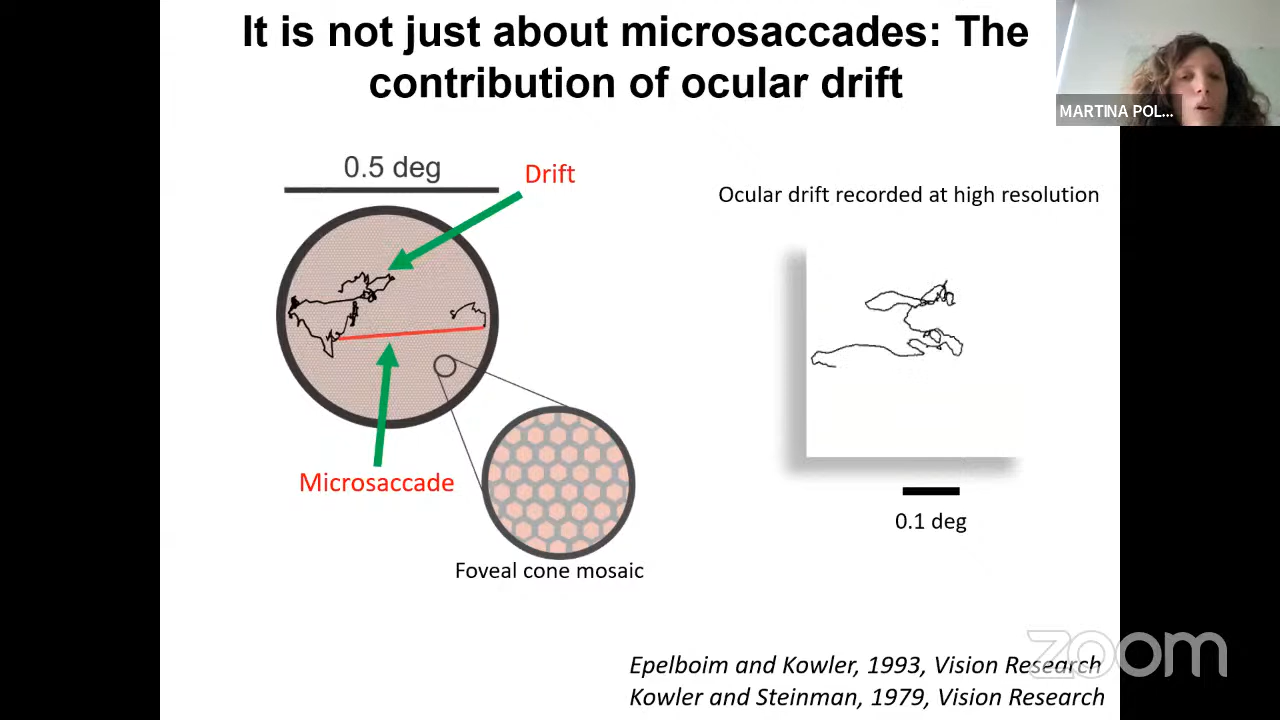 It is not just about microsaccades: The
contribution of ocular drift
MARTINA POL...
0.5 deg
Drift
Ocular drift recorded at high resolution
Microsaccade
0.1 deg
Foveal cone mosaic
Epelboim and Kowler, 1993, Vision Research
Kowler and Steinman, 1979, Vision Research
zoom